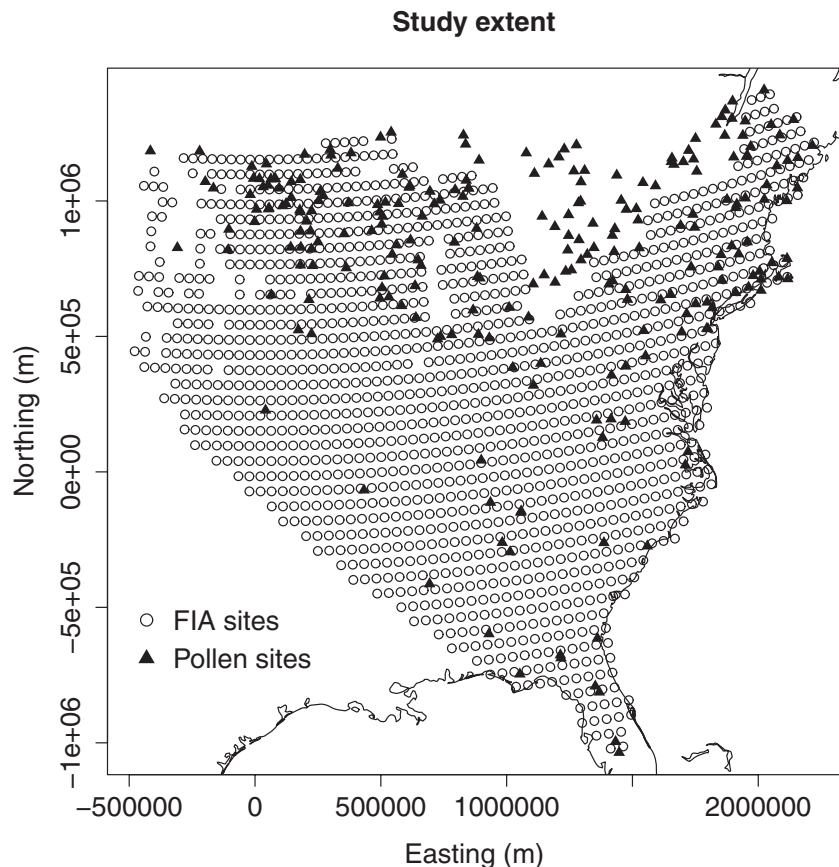 Study extent
Northing (m)
1e+06
5e+05
0e+00
−5e+05
−1e+06
FIA sites
Pollen sites
−500000 0 500000 1000000 2000000
Easting (m)